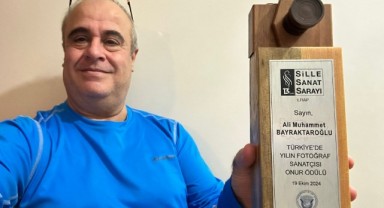 SİLLE
SANAT
SARAYI
Sayın,
Ali Muhammet
BAYRAKTAROĞLU
TÜRKİYE'DE
YILIN FOTOĞRAF
SANATÇISI
ONUR ÖDÜLÜ
19 Ekim 2024